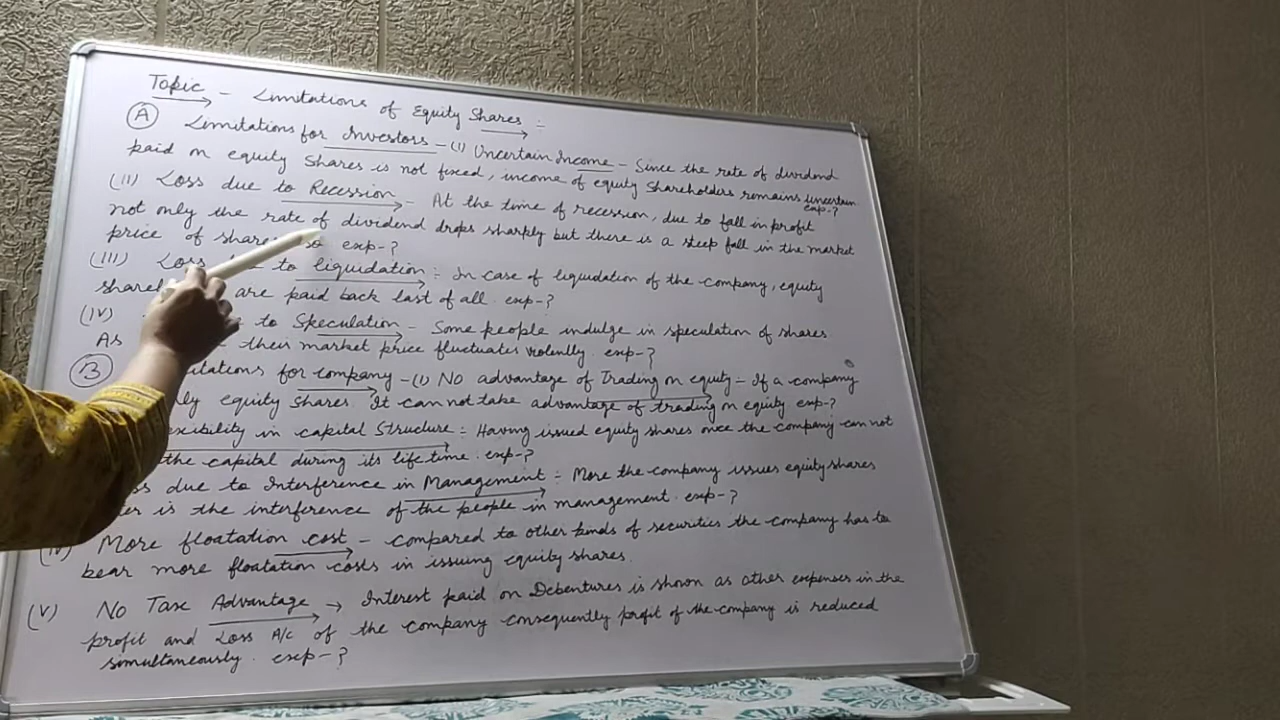 Topic - Limitations of Equity Shares :-
(A) Limitations for Investors - (I) Uncertain Income - Since the rate of dividend
paid on equity Shares is not fixed, income of equity Shareholders remains Uncertain
exp-?
(II) Loss due to Recession - At the time of recession, due to fall in profit
not only the rate of dividend drops sharply but there is a steep fall in the market
price of share so exp-?
(III) Loss to liquidation :- In case of liquidation of the company, equity
are paid back last of all. exp-?
(IV) to Speculation - Some people indulge in speculation of shares
As their market price fluctuates violently. exp-?
(B) for company - (I) No advantage of Trading on equity :- If a company
equity Shares. It can not take advantage of trading on equity exp-?
in capital Structure :- Having issued equity shares once the company can not
the capital during its life time. exp-?
due to Interference in Management :- More the company issues equity shares
is the interference of the people in management. exp-?
(IV) More floatation cost - compared to other kinds of securities the company has to
bear more floatation costs in issuing equity shares.
(V) No Tax Advantage → Interest paid on Debentures is shown as other expenses in the
profit and Loss A/c of the company consequently profit of the company is reduced
simultaneously. exp-?